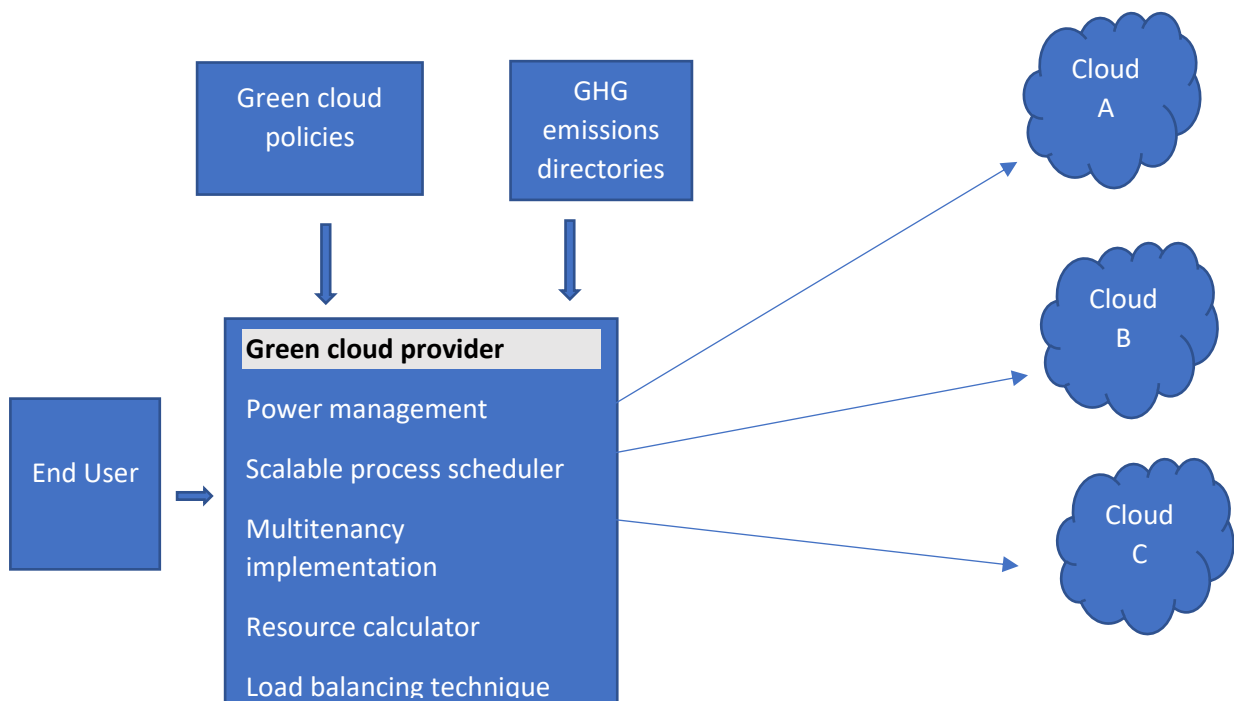 Green cloud
policies
GHG
emissions
directories
Cloud
A
Cloud
B
Cloud
C
End User
Green cloud provider
Power management
Scalable process scheduler
Multitenancy
implementation
Resource calculator
Load balancing technique